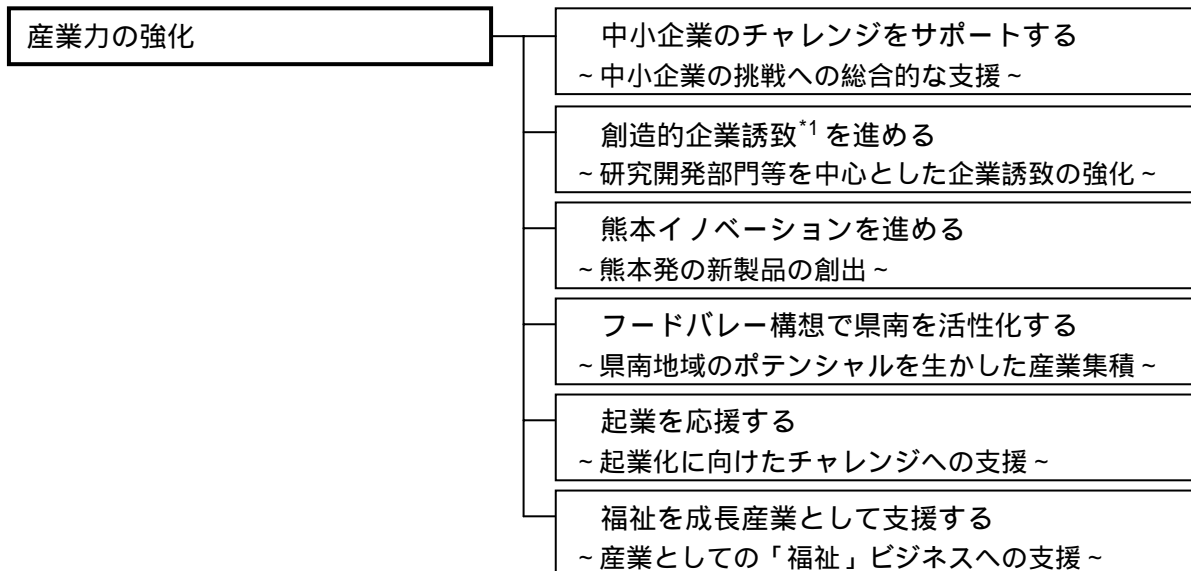 産業力の強化
中小企業のチャレンジをサポートする
~中小企業の挑戦への総合的な支援~
創造的企業誘致*1を進める
~研究開発部門等を中心とした企業誘致の強化~
熊本イノベーションを進める
~熊本発の新製品の創出~
フードバレー構想で県南を活性化する
~県南地域のポテンシャルを生かした産業集積~
起業を応援する
~起業化に向けたチャレンジへの支援~
福祉を成長産業として支援する
~産業としての「福祉」ビジネスへの支援~